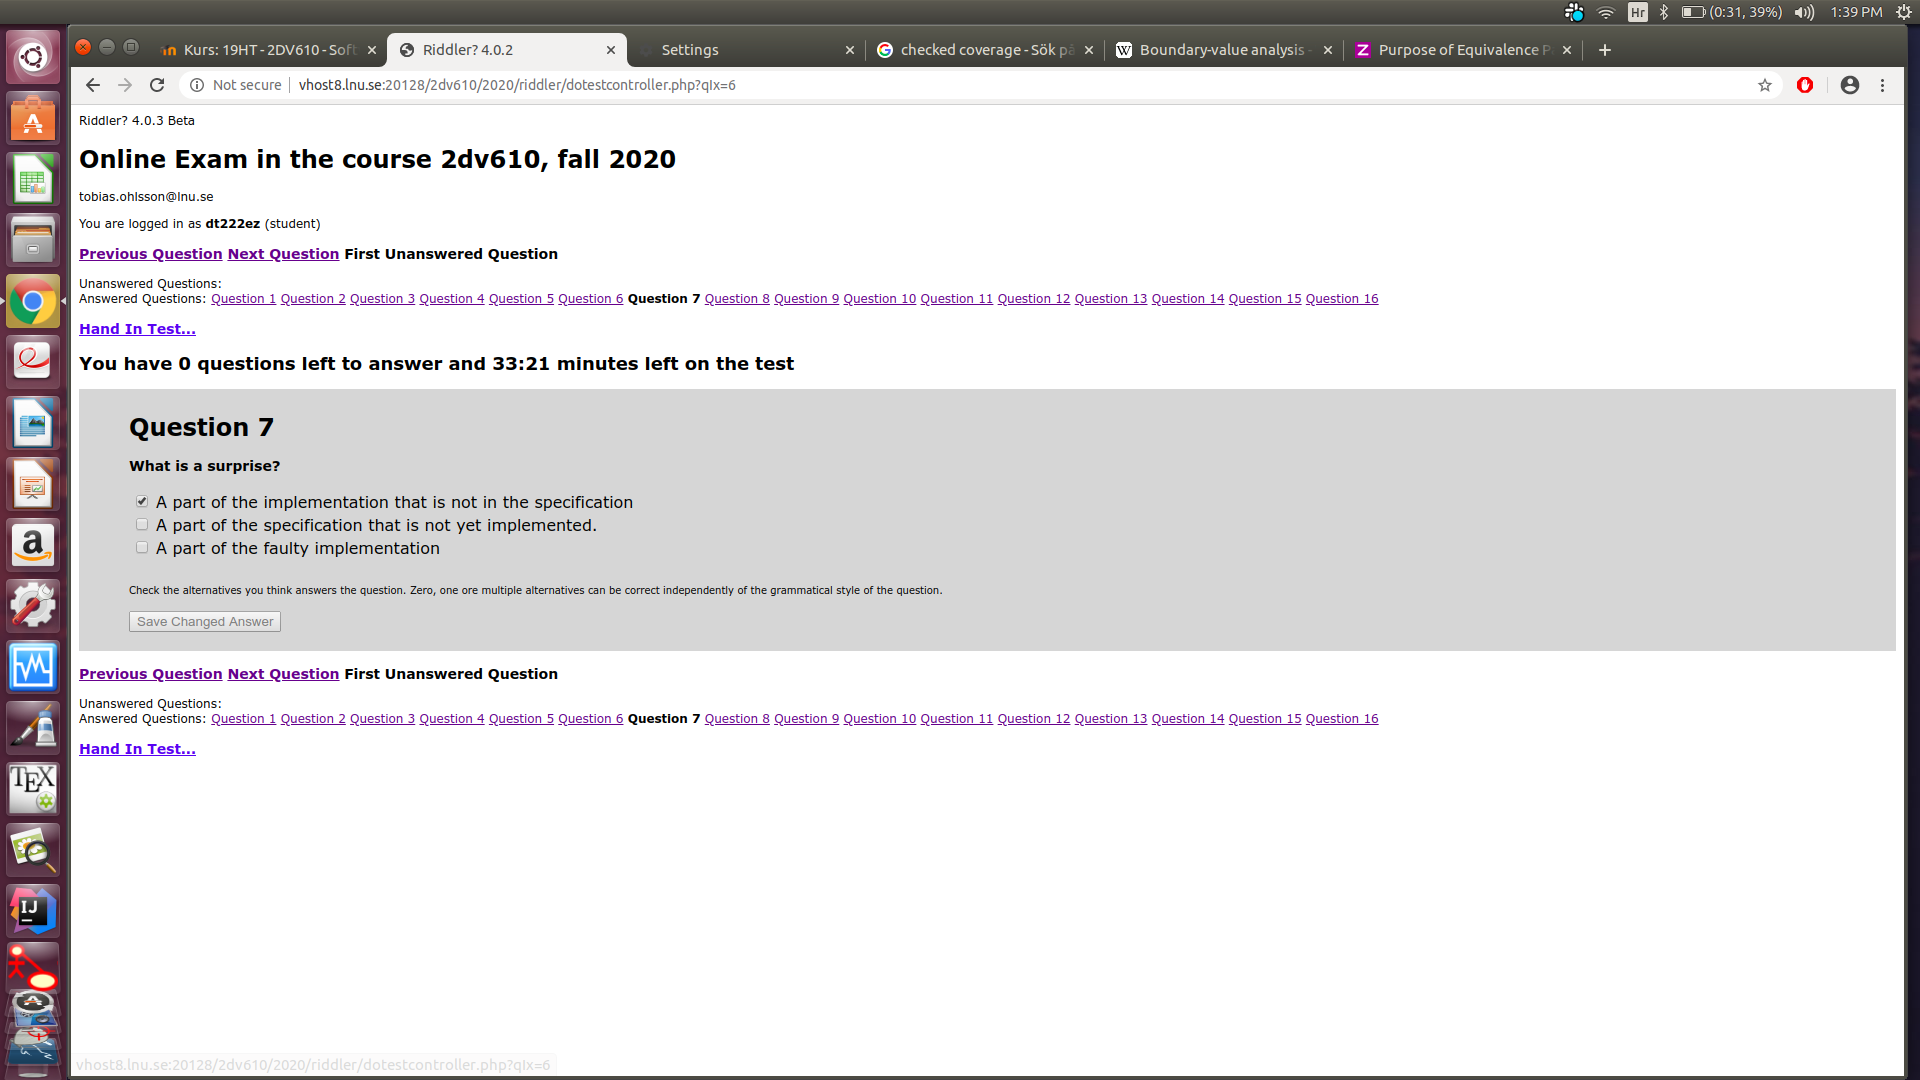 Hr (0:31, 39%) 1:39 PM
Kurs: 19HT - 2DV610 - Soft
Riddler? 4.0.2
Settings
checked coverage - Sök på
Boundary-value analysis -
Purpose of Equivalence P
Not secure vhost8.lnu.se:20128/2dv610/2020/riddler/dotestcontroller.php?qIx=6
Riddler? 4.0.3 Beta
Online Exam in the course 2dv610, fall 2020
tobias.ohlsson@lnu.se
You are logged in as dt222ez (student)
Previous Question Next Question First Unanswered Question
Unanswered Questions:
Answered Questions: Question 1 Question 2 Question 3 Question 4 Question 5 Question 6 Question 7 Question 8 Question 9 Question 10 Question 11 Question 12 Question 13 Question 14 Question 15 Question 16
Hand In Test...
You have 0 questions left to answer and 33:21 minutes left on the test
Question 7
What is a surprise?
A part of the implementation that is not in the specification
A part of the specification that is not yet implemented.
A part of the faulty implementation
Check the alternatives you think answers the question. Zero, one ore multiple alternatives can be correct independently of the grammatical style of the question.
Save Changed Answer
Previous Question Next Question First Unanswered Question
Unanswered Questions:
Answered Questions: Question 1 Question 2 Question 3 Question 4 Question 5 Question 6 Question 7 Question 8 Question 9 Question 10 Question 11 Question 12 Question 13 Question 14 Question 15 Question 16
Hand In Test...
TEX
IJ
vhost8.lnu.se:20128/2dv610/2020/riddler/dotestcontroller.php?qIx=6